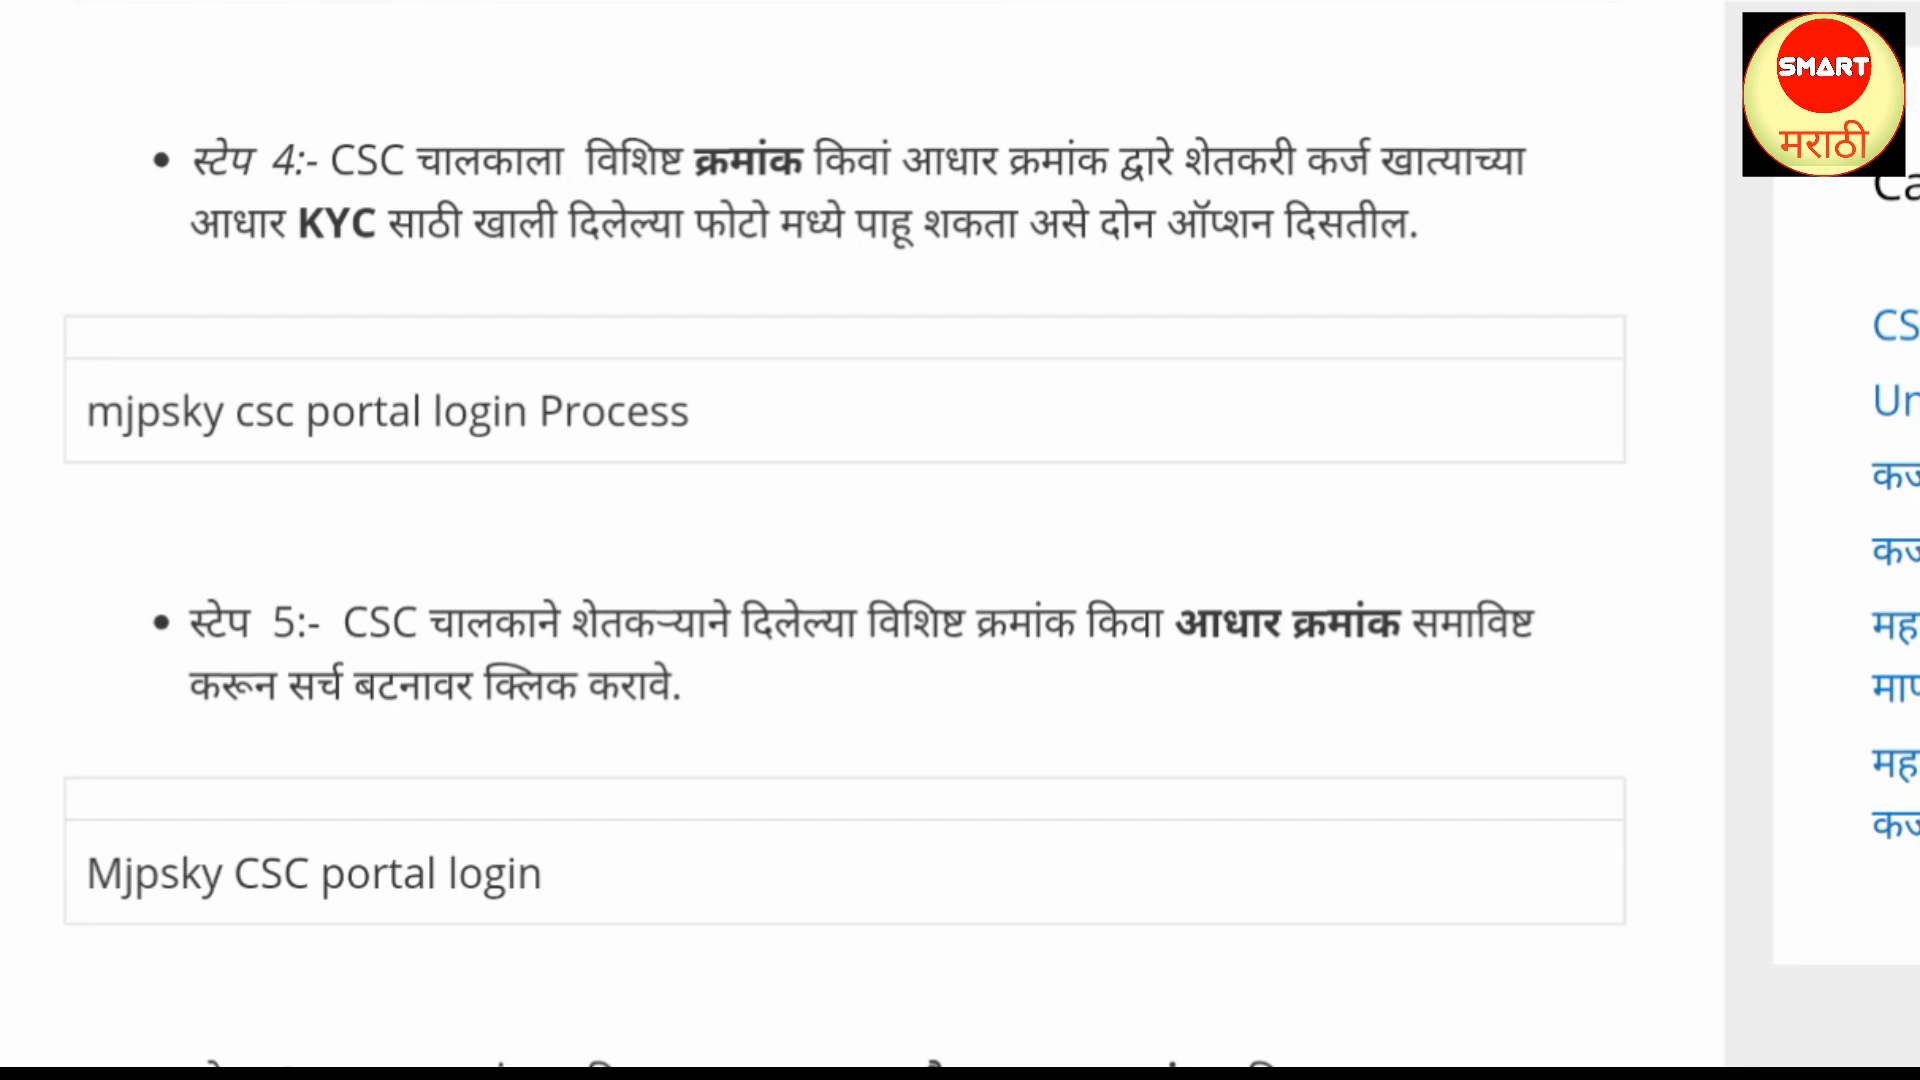 SMART
मराठी
स्टेप 4:- CSC चालकाला विशिष्ट क्रमांक किवां आधार क्रमांक द्वारे शेतकरी कर्ज खात्याच्या
आधार KYC साठी खाली दिलेल्या फोटो मध्ये पाहू शकता असे दोन ऑप्शन दिसतील.
mjpsky csc portal login Process
स्टेप 5:- CSC चालकाने शेतकऱ्याने दिलेल्या विशिष्ट क्रमांक किवा आधार क्रमांक समाविष्ट
करून सर्च बटनावर क्लिक करावे.
Mjpsky CSC portal login